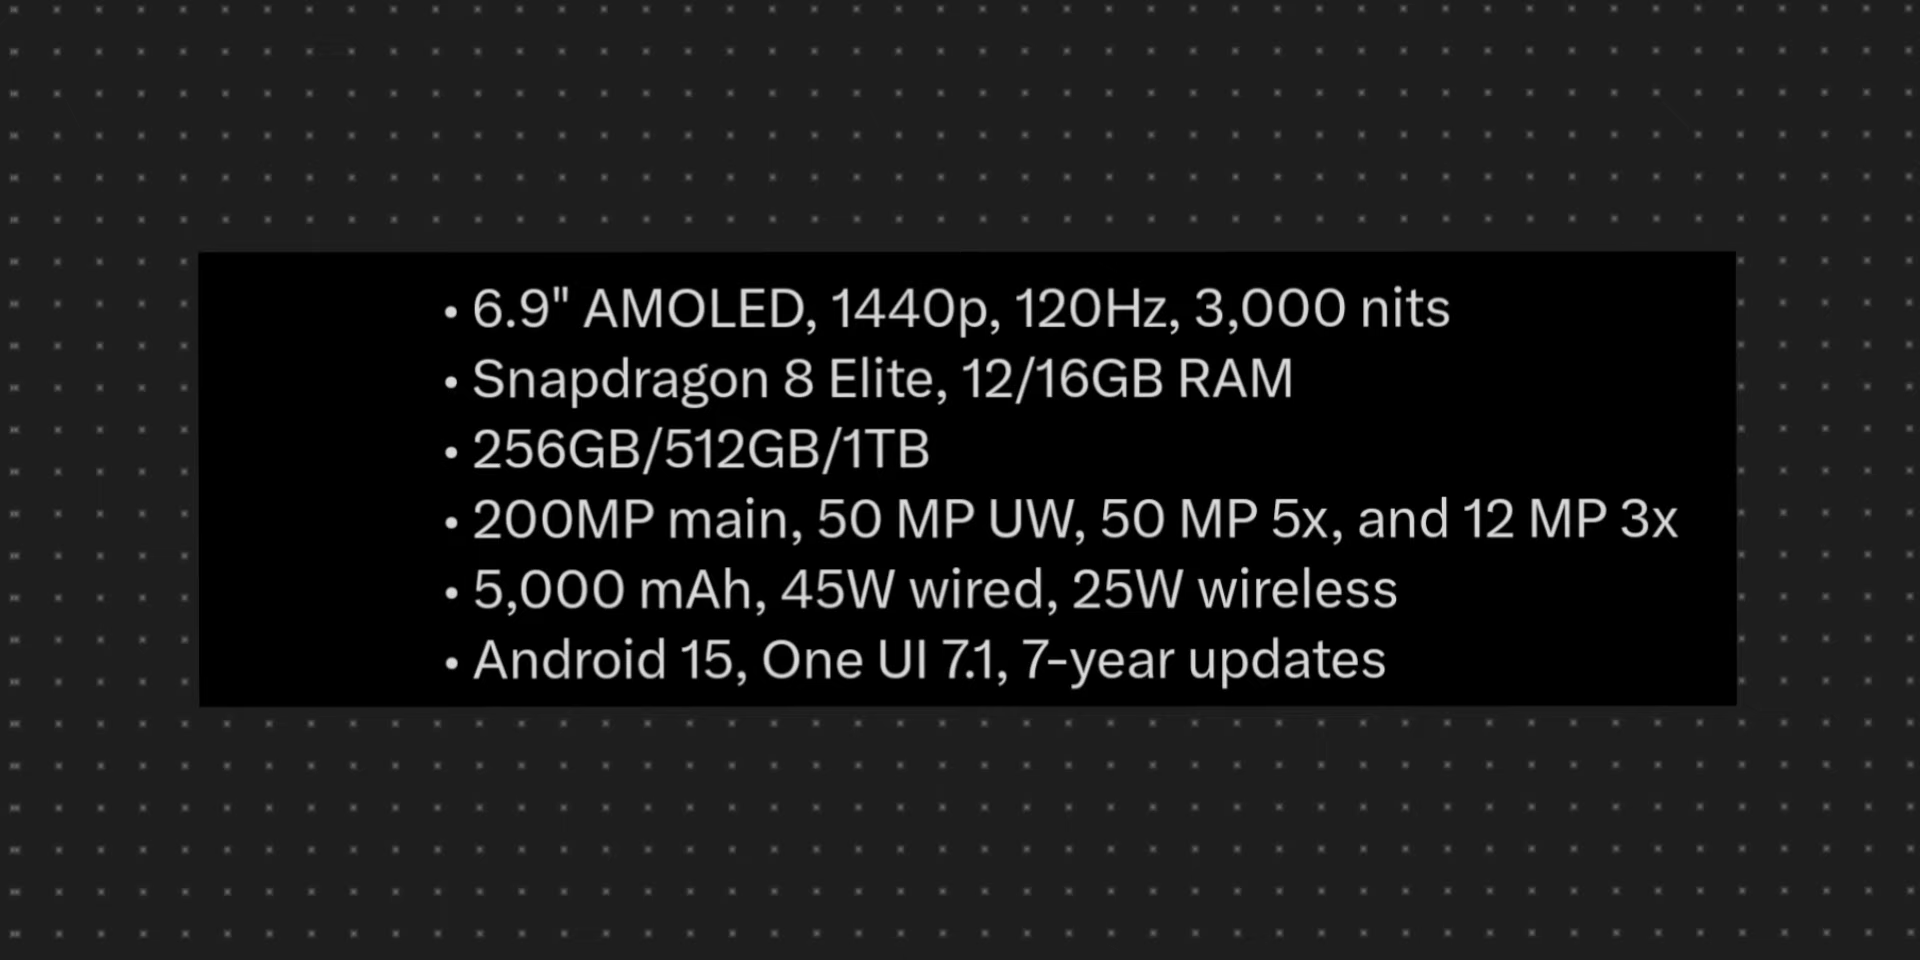 • 6.9" AMOLED, 1440p, 120Hz, 3,000 nits
• Snapdragon 8 Elite, 12/16GB RAM
• 256GB/512GB/1TB
• 200MP main, 50 MP UW, 50 MP 5x, and 12 MP 3x
• 5,000 mAh, 45W wired, 25W wireless
• Android 15, One UI 7.1, 7-year updates